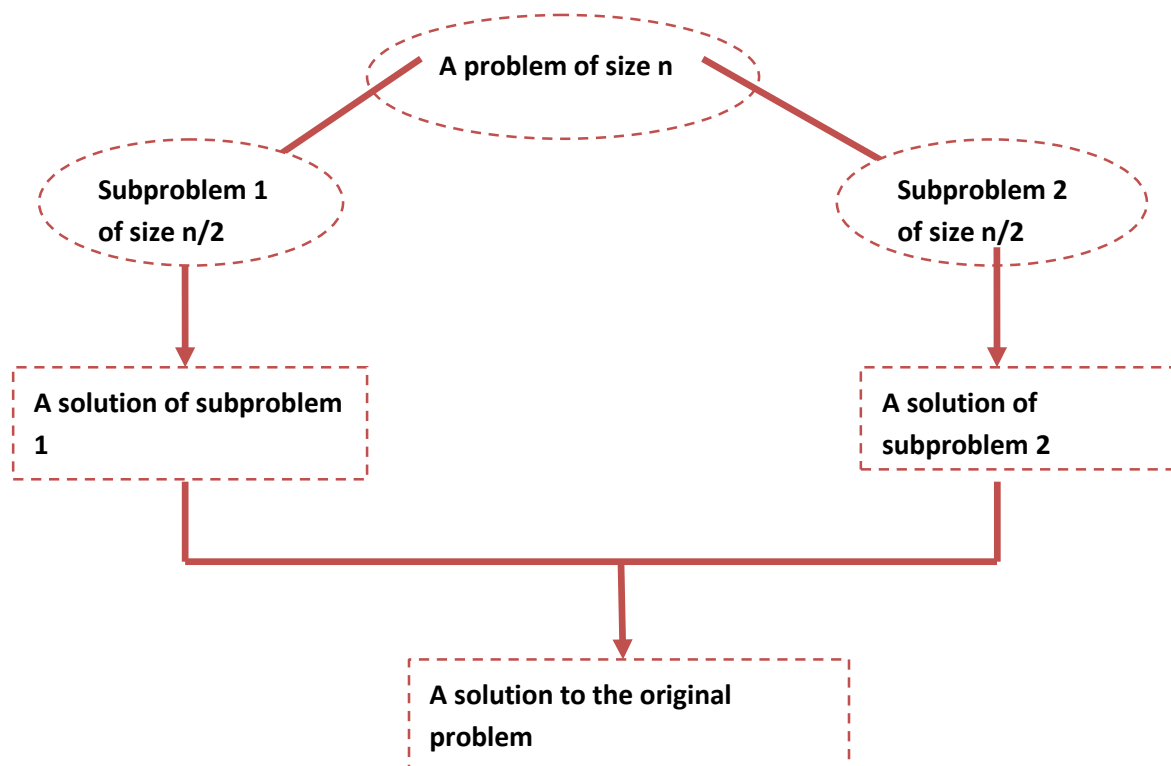 A problem of size n
Subproblem 1
of size n/2
Subproblem 2
of size n/2
A solution of subproblem
1
A solution of
subproblem 2
A solution to the original
problem